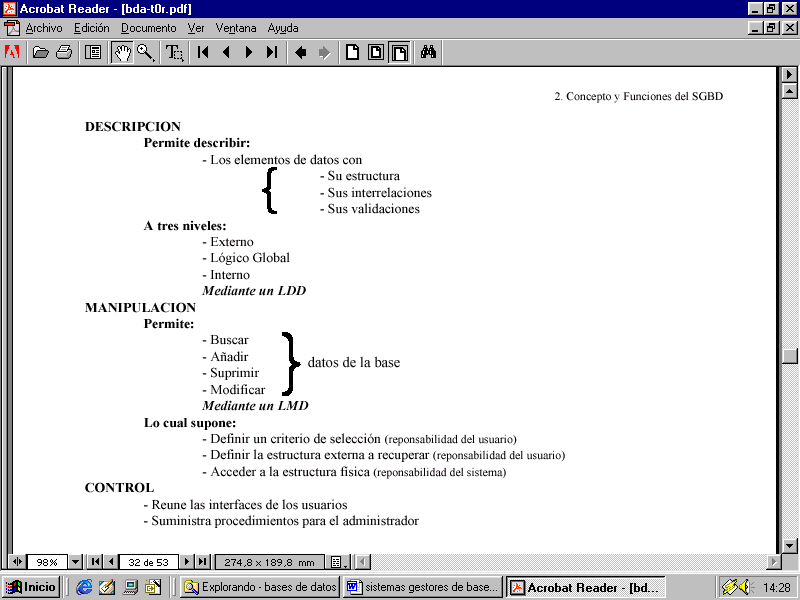 Acrobat Reader - [bda-t0r.pdf]
Archivo Edición Documento Ver Ventana Ayuda
2. Concepto y Funciones del SGBD
DESCRIPCION
Permite describir:
- Los elementos de datos con
- Su estructura
- Sus interrelaciones
- Sus validaciones
A tres niveles:
- Externo
- Lógico Global
- Interno
Mediante un LDD
MANIPULACION
Permite:
- Buscar
- Añadir
- Suprimir
- Modificar
datos de la base
Mediante un LMD
Lo cual supone:
- Definir un criterio de selección (reponsabilidad del usuario)
- Definir la estructura externa a recuperar (reponsabilidad del usuario)
- Acceder a la estructura física (reponsabilidad del sistema)
CONTROL
- Reune las interfaces de los usuarios
- Suministra procedimientos para el administrador
98% 32 de 53 274,8 x 189,8 mm
Inicio Explorando - bases de datos sistemas gestores de base... Acrobat Reader - [bd... 14:28